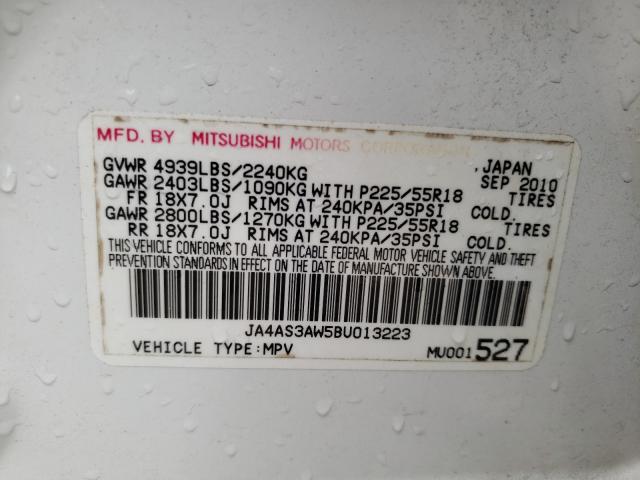 MFD. BY MITSUBISHI MOTORS CORPORATION
JAPAN
GVWR 4939LBS/2240KG SEP 2010
GAWR 2403LBS/1090KG WITH P225/55R18 TIRES
FR 18X7.0J RIMS AT 240KPA/35PSI COLD.
GAWR 2800LBS/1270KG WITH P225/55R18 TIRES
RR 18X7.0J RIMS AT 240KPA/35PSI COLD.
THIS VEHICLE CONFORMS TO ALL APPLICABLE FEDERAL MOTOR VEHICLE SAFETY AND THEFT
PREVENTION STANDARDS IN EFFECT ON THE DATE OF MANUFACTURE SHOWN ABOVE.
JA4AS3AW5BU013223
VEHICLE TYPE:MPV MU001527